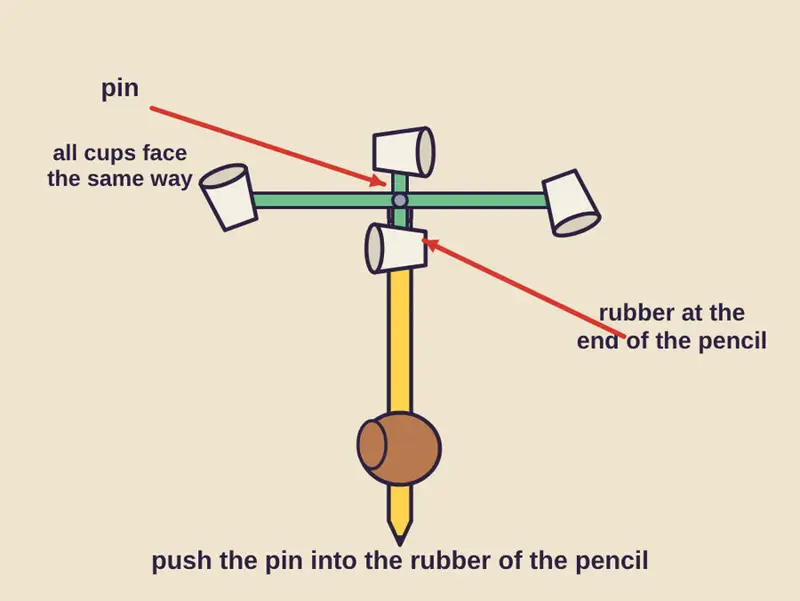 pin
all cups face
the same way
rubber at the
end of the pencil
push the pin into the rubber of the pencil